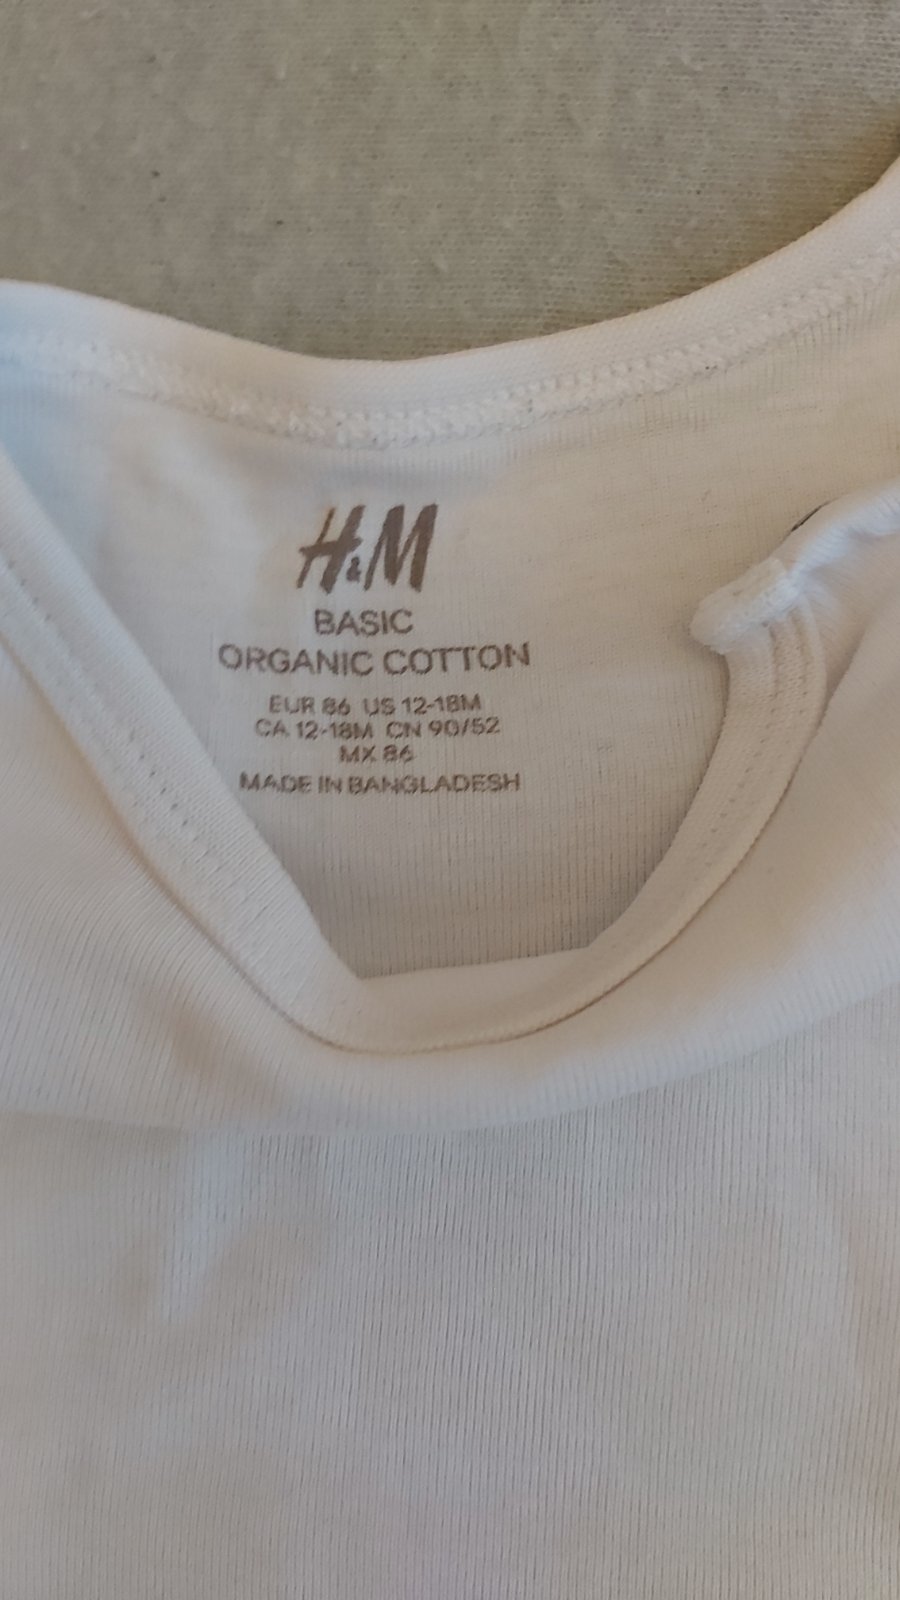 H&M
BASIC
ORGANIC COTTON
EUR 86 US 12-18M
CA 12-18M CN 90/52
MX 86
MADE IN BANGLADESH